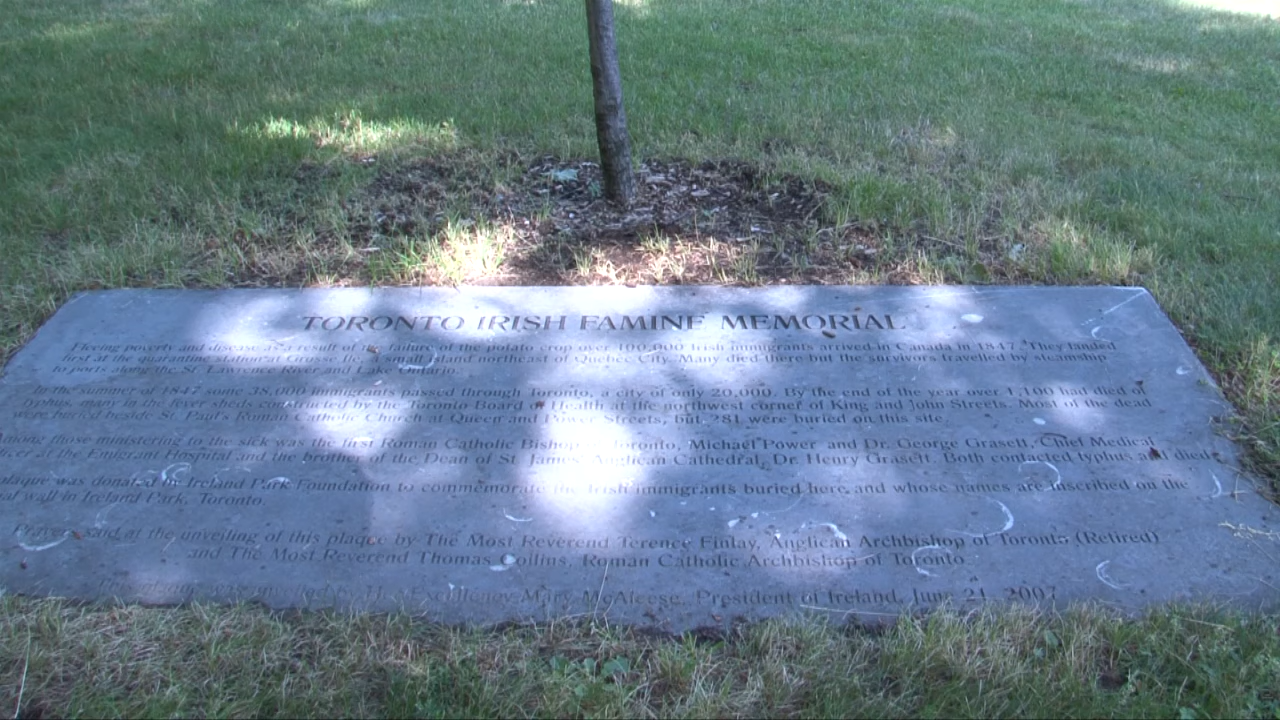 TORONTO IRISH FAMINE MEMORIAL
Fleeing poverty and disease as a result of the failure of the potato crop over 100,000 Irish immigrants arrived in Canada in 1847. They landed
first at the quarantine station at Grosse Ile, a small island northeast of Quebec City. Many died there but the survivors travelled by steamship
to ports along the St. Lawrence River and Lake Ontario.
In the summer of 1847 some 38,000 immigrants passed through Toronto, a city of only 20,000. By the end of the year over 1,100 had died of
typhus, many in the fever sheds constructed by the Toronto Board of Health at the northwest corner of King and John Streets. Most of the dead
were buried beside St. Paul's Roman Catholic Church at Queen and Power Streets, but 281 were buried on this site.
Among those ministering to the sick was the first Roman Catholic Bishop of Toronto, Michael Power, and Dr. George Grasett, Chief Medical
Officer at the Emigrant Hospital and the brother of the Dean of St. James Anglican Cathedral, Dr. Henry Grasett. Both contacted typhus and died.
plaque was donated by Ireland Park Foundation to commemorate the Irish immigrants buried here and whose names are inscribed on the
wall in Ireland Park, Toronto.
Prayers said at the unveiling of this plaque by The Most Reverend Terence Finlay, Anglican Archbishop of Toronto (Retired)
and The Most Reverend Thomas Collins, Roman Catholic Archbishop of Toronto.
by Her Excellency Mary McAleese, President of Ireland, June 21, 2007